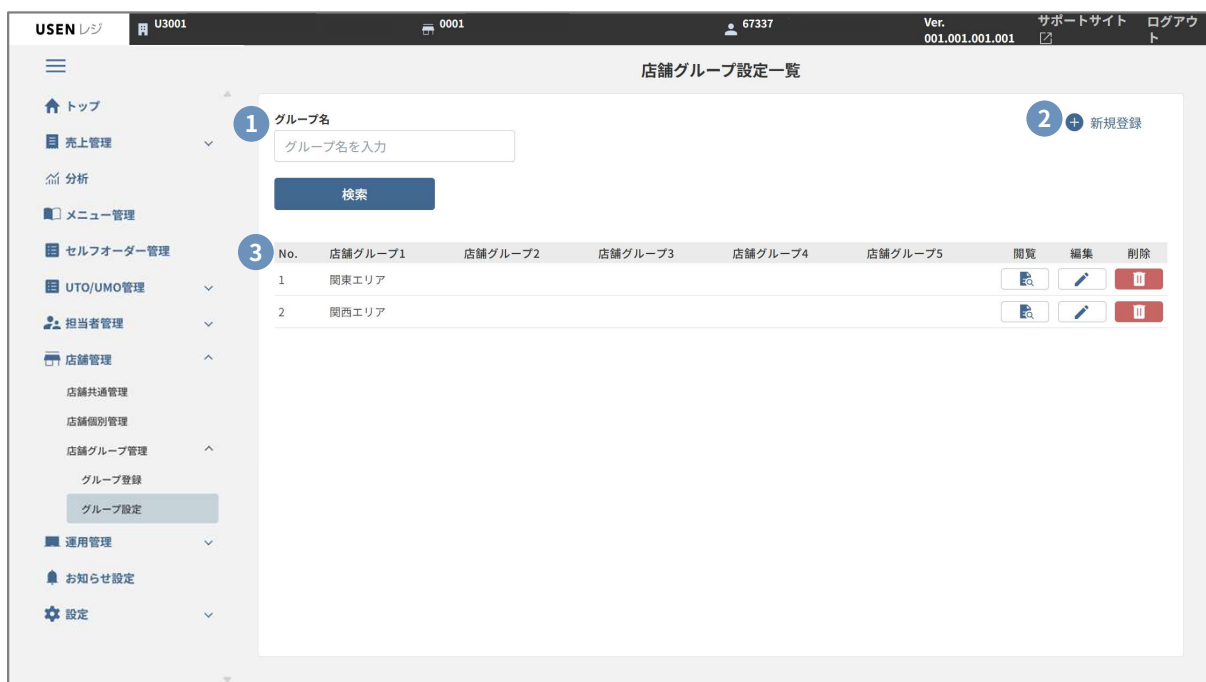 USEN レジ
U3001
0001
67337
Ver.
001.001.001.001
サポートサイト
ログアウ
ト
店舗グループ設定一覧
トップ
売上管理
分析
メニュー管理
セルフオーダー管理
UTO/UMO管理
担当者管理
店舗管理
店舗共通管理
店舗個別管理
店舗グループ管理
グループ登録
グループ設定
運用管理
お知らせ設定
設定
1
グループ名
グループ名を入力
検索
2
新規登録
3
No. 店舗グループ1 店舗グループ2 店舗グループ3 店舗グループ4 店舗グループ5 閲覧 編集 削除
1 関東エリア
2 関西エリア